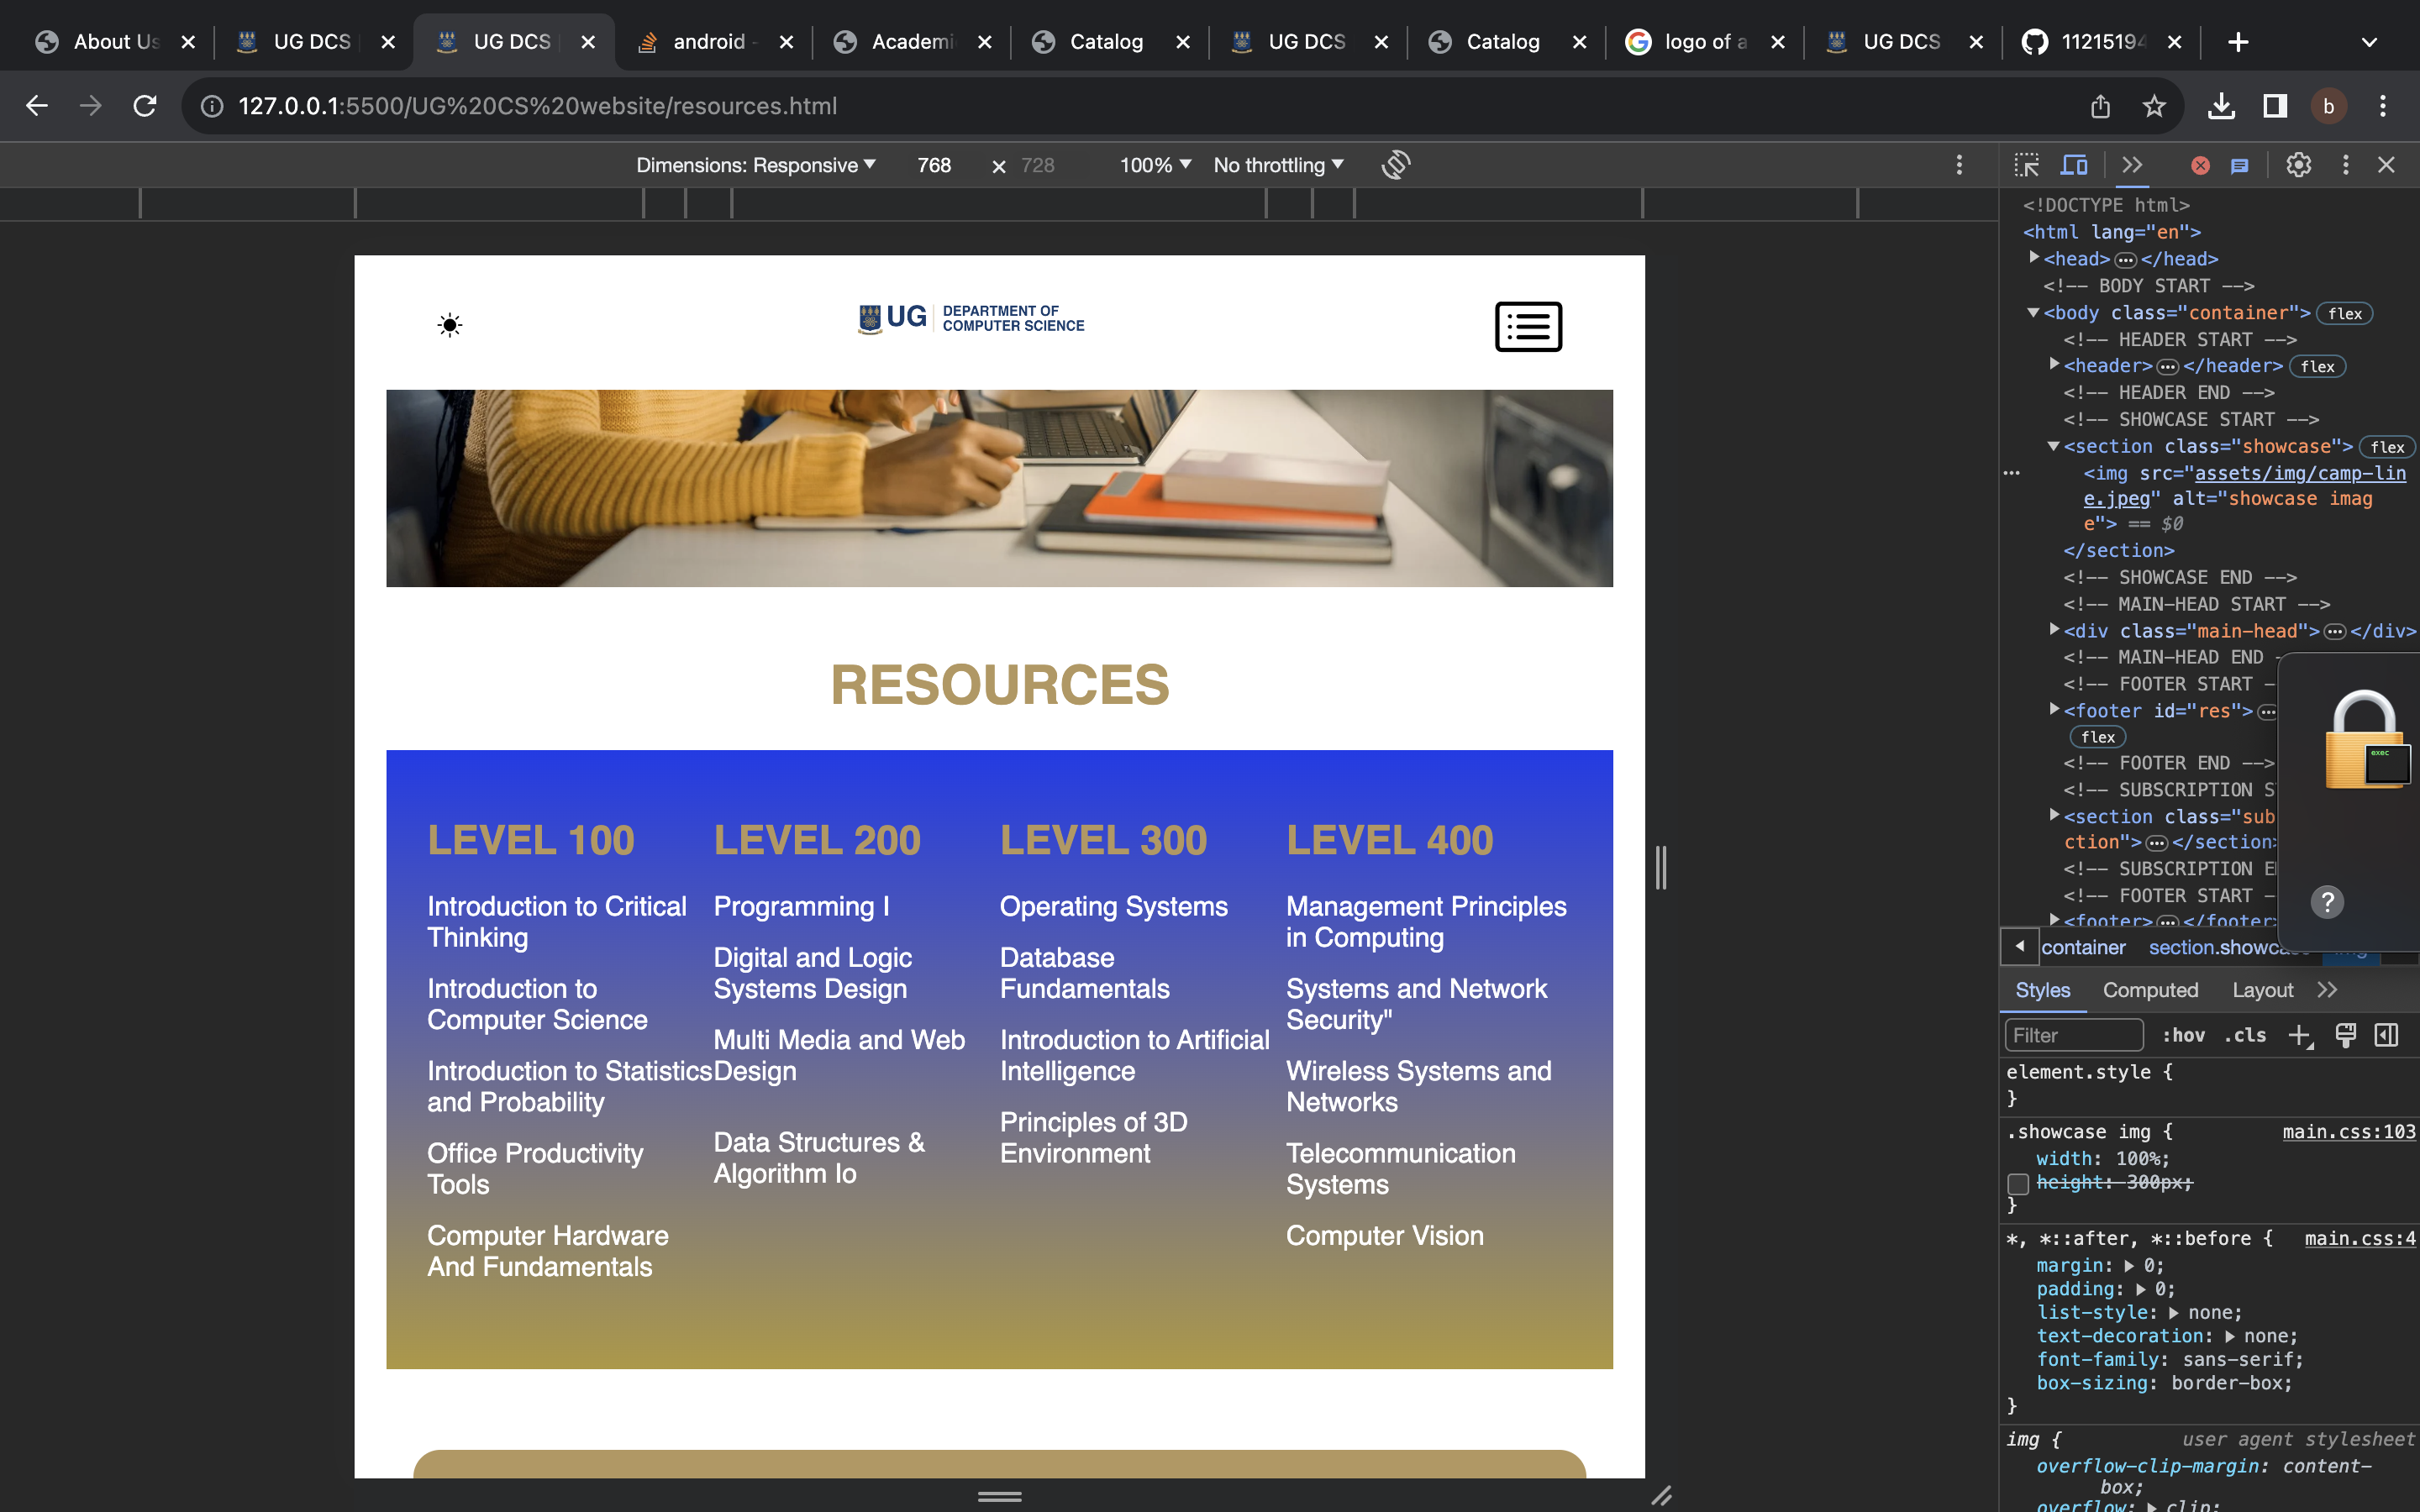 About Us
UG DCS
UG DCS
android -
Academi
Catalog
UG DCS
Catalog
logo of a
UG DCS
11215194
127.0.0.1:5500/UG%20CS%20website/resources.html
b
Dimensions: Responsive
768
×
728
100%
No throttling
<!DOCTYPE html>
<html lang="en">
<head>
</head>
<!-- BODY START -->
<body class="container">
flex
<!-- HEADER START -->
<header>
</header>
flex
<!-- HEADER END -->
<!-- SHOWCASE START -->
<section class="showcase">
flex
<img src="assets/img/camp-lin
e.jpeg" alt="showcase imag
e"> == $0
</section>
<!-- SHOWCASE END -->
<!-- MAIN-HEAD START -->
<div class="main-head">
</div>
<!-- MAIN-HEAD END -
<!-- FOOTER START -
<footer id="res">
flex
<!-- FOOTER END -->
<!-- SUBSCRIPTION S
<section class="sub
ction">
</section>
<!-- SUBSCRIPTION E
<!-- FOOTER START -
<footer>
</footer>
exec
?
container
section.showca
Styles
Computed
Layout
Filter
:hov
.cls
element.style {
}
.showcase img {
main.css:103
width: 100%;
height: 300px;
}
*, *::after, *::before {
main.css:4
margin: 0;
padding: 0;
list-style: none;
text-decoration: none;
font-family: sans-serif;
box-sizing: border-box;
}
img {
user agent stylesheet
overflow-clip-margin: content-
box;
overflow: clip;
UG
DEPARTMENT OF
COMPUTER SCIENCE
RESOURCES
LEVEL 100
Introduction to Critical
Thinking
Introduction to
Computer Science
Introduction to Statistics
and Probability
Office Productivity
Tools
Computer Hardware
And Fundamentals
LEVEL 200
Programming I
Digital and Logic
Systems Design
Multi Media and Web
Design
Data Structures &
Algorithm Io
LEVEL 300
Operating Systems
Database
Fundamentals
Introduction to Artificial
Intelligence
Principles of 3D
Environment
LEVEL 400
Management Principles
in Computing
Systems and Network
Security"
Wireless Systems and
Networks
Telecommunication
Systems
Computer Vision